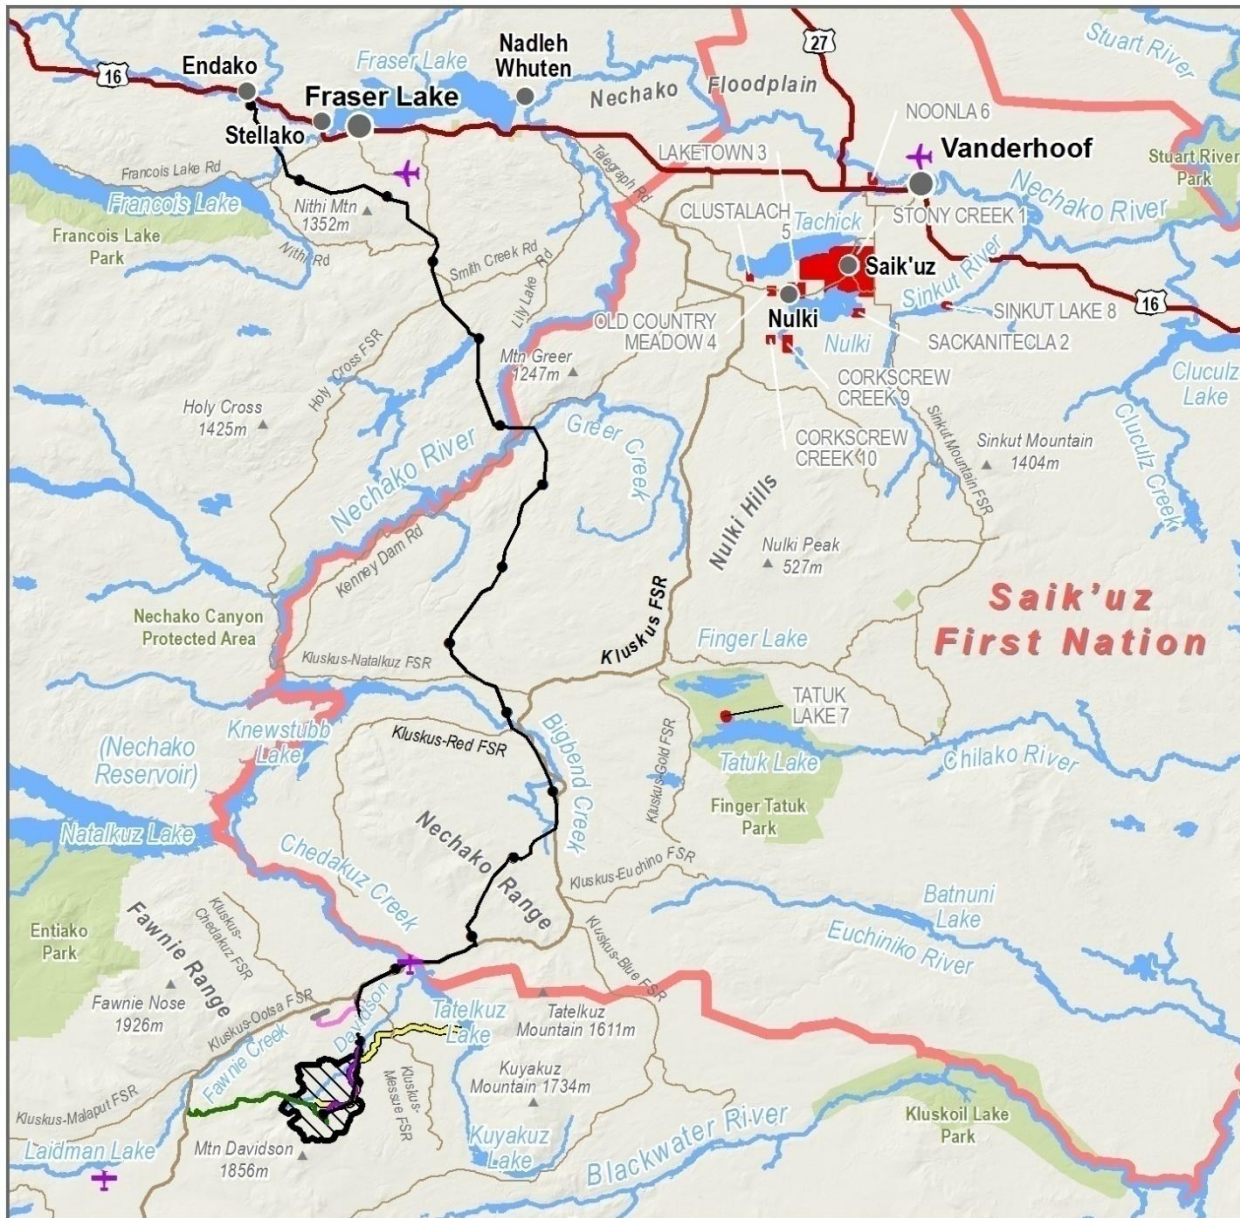 Stuart River
27
Nadleh
Whuten
Fraser Lake
Endako
16
Nechako Floodplain
Fraser Lake
NOONLA 6
Stellako
Vanderhoof
LAKETOWN 3
Stuart River
Park
Telegraph Rd
Francois Lake Rd
Nechako River
Francois Lake
Nithi Mtn
1352m
CLUSTALACH
5
Tachick
STONY CREEK 1
Francois Lake
Park
Nithi Rd
Smith Creek Rd
Saik'uz
Sinkut River
Lily Lake Rd
16
SINKUT LAKE 8
OLD COUNTRY
MEADOW 4
Nulki
Nulki
SACKANITECLA 2
Mtn Greer
1247m
Holy Cross FSR
CORKSCREW
CREEK 9
Cluculz
Lake
Holy Cross
1425m
Greer Creek
CORKSCREW
CREEK 10
Sinkut Mountain FSR
Sinkut Mountain
1404m
Cluculz Creek
Nechako River
Nulki Hills
Kenney Dam Rd
Nulki Peak
527m
Nechako Canyon
Protected Area
Kluskus FSR
Saik'uz
First Nation
Finger Lake
Kluskus-Natalkuz FSR
TATUK
LAKE 7
Knewstubb
Lake
(Nechako
Reservoir)
Kluskus-Red FSR
Bigbend Creek
Kluskus-Gold FSR
Tatuk Lake
Chilako River
Natalkuz Lake
Finger Tatuk
Park
Chedakuz Creek
Nechako Range
Kluskus-Euchino FSR
Batnuni
Lake
Entiako
Park
Fawnie Range
Kluskus-
Chedakuz FSR
Kluskus-Blue FSR
Euchiniko River
Fawnie Nose
1926m
Kluskus-Ootsa FSR
Davidson
Tatelkuz
Lake
Tatelkuz
Mountain 1611m
Fawnie Creek
Kuyakuz
Mountain 1734m
Kluskus-
Messue FSR
Kluskus-Malaput FSR
Kluskoil Lake
Park
Laidman Lake
Mtn Davidson
1856m
Kuyakuz
Lake
Blackwater River